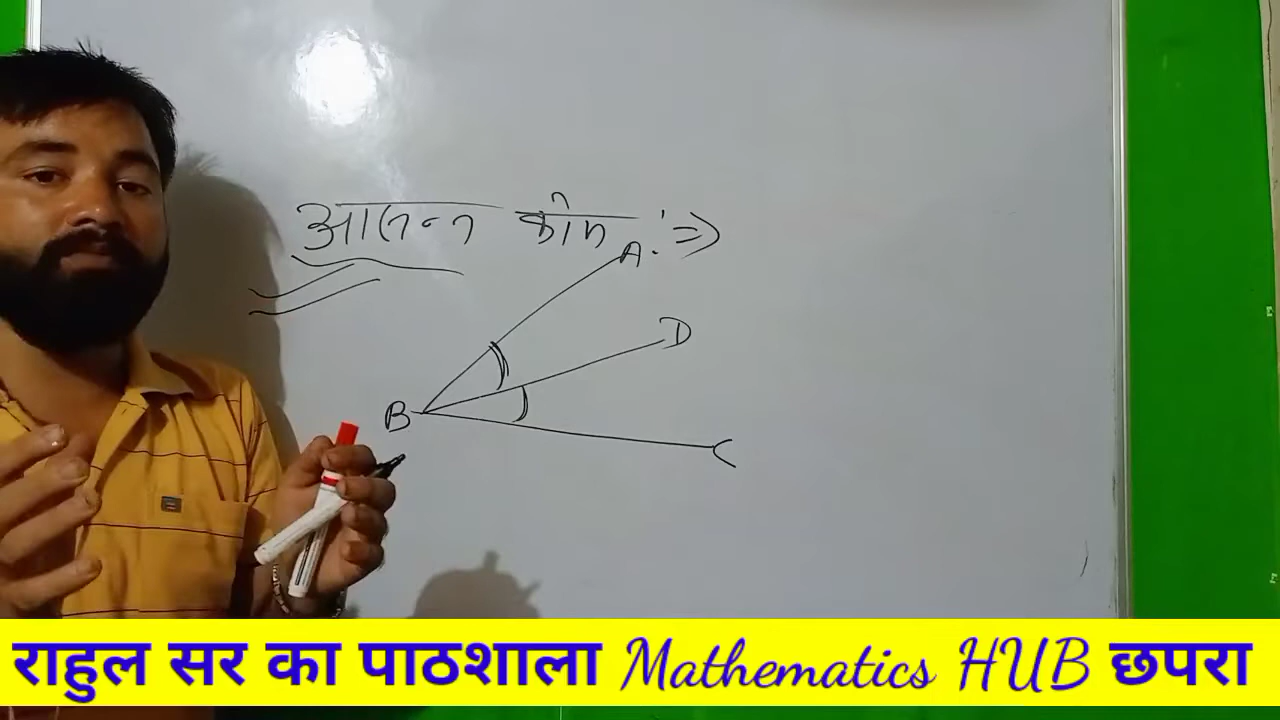 आसन्न कोण :⇒
A.
D
B
C
राहुल सर का पाठशाला Mathematics HUB छपरा